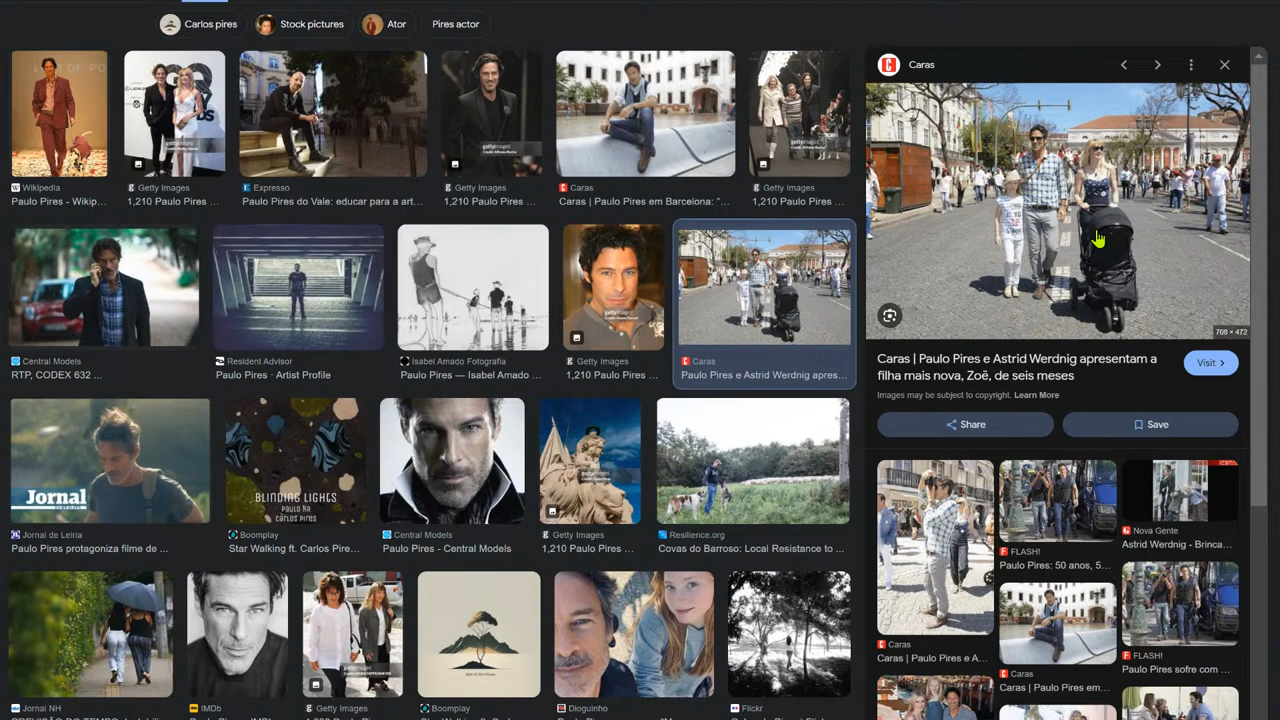 Carlos pires
Stock pictures
Ator
Pires actor
Wikipedia
Paulo Pires - Wikip...
Getty Images
1,210 Paulo Pires ...
Expresso
Paulo Pires do Vale: educar para a art...
Getty Images
1,210 Paulo Pires ...
Caras
Caras | Paulo Pires em Barcelona: "...
Getty Images
1,210 Paulo Pires ...
Central Models
RTP, CODEX 632 ...
Resident Advisor
Paulo Pires · Artist Profile
Isabel Amado Fotografia
Paulo Pires — Isabel Amado ...
Getty Images
1,210 Paulo Pires ...
Caras
Paulo Pires e Astrid Werdnig apres...
Jornal
DE LEIRIA
Jornal de Leiria
Paulo Pires protagoniza filme de ...
BLINDING LIGHTS
PAULO HR
CARLOS PIRES
Boomplay
Star Walking ft. Carlos Pire...
Central Models
Paulo Pires - Central Models
Getty Images
1,210 Paulo Pires ...
Resilience.org
Covas do Barroso: Local Resistance to ...
Jornal NH
IMDb
Getty Images
Boomplay
Dioguinho
Flickr
Caras
708 × 472
Caras | Paulo Pires e Astrid Werdnig apresentam a
filha mais nova, Zoë, de seis meses
Visit
Images may be subject to copyright. Learn More
Share
Save
Caras
Caras | Paulo Pires e A...
FLASH!
Paulo Pires: 50 anos, 5...
Nova Gente
Astrid Werdnig - Brinca...
Caras
Caras | Paulo Pires em...
FLASH!
Paulo Pires sofre com ...